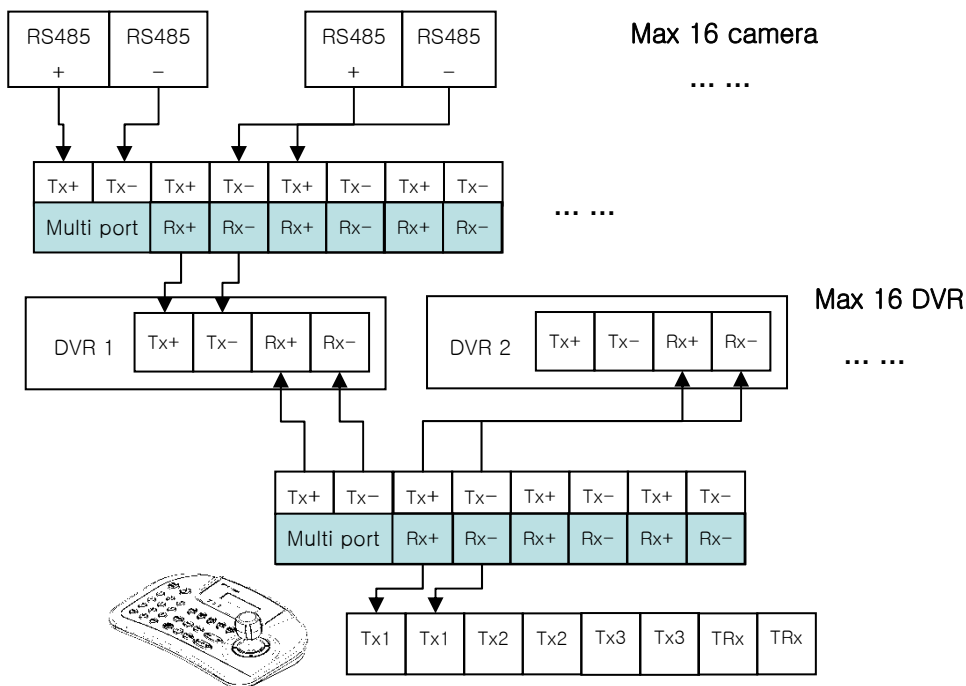 RS485 RS485 RS485 RS485 Max 16 camera
+ − + −
... ...
Tx+ Tx− Tx+ Tx− Tx+ Tx− Tx+ Tx−
Multi port Rx+ Rx− Rx+ Rx− Rx+ Rx−
... ...
Max 16 DVR
DVR 1 Tx+ Tx− Rx+ Rx−
DVR 2 Tx+ Tx− Rx+ Rx−
... ...
Tx+ Tx− Tx+ Tx− Tx+ Tx− Tx+ Tx−
Multi port Rx+ Rx− Rx+ Rx− Rx+ Rx−
Tx1 Tx1 Tx2 Tx2 Tx3 Tx3 TRx TRx